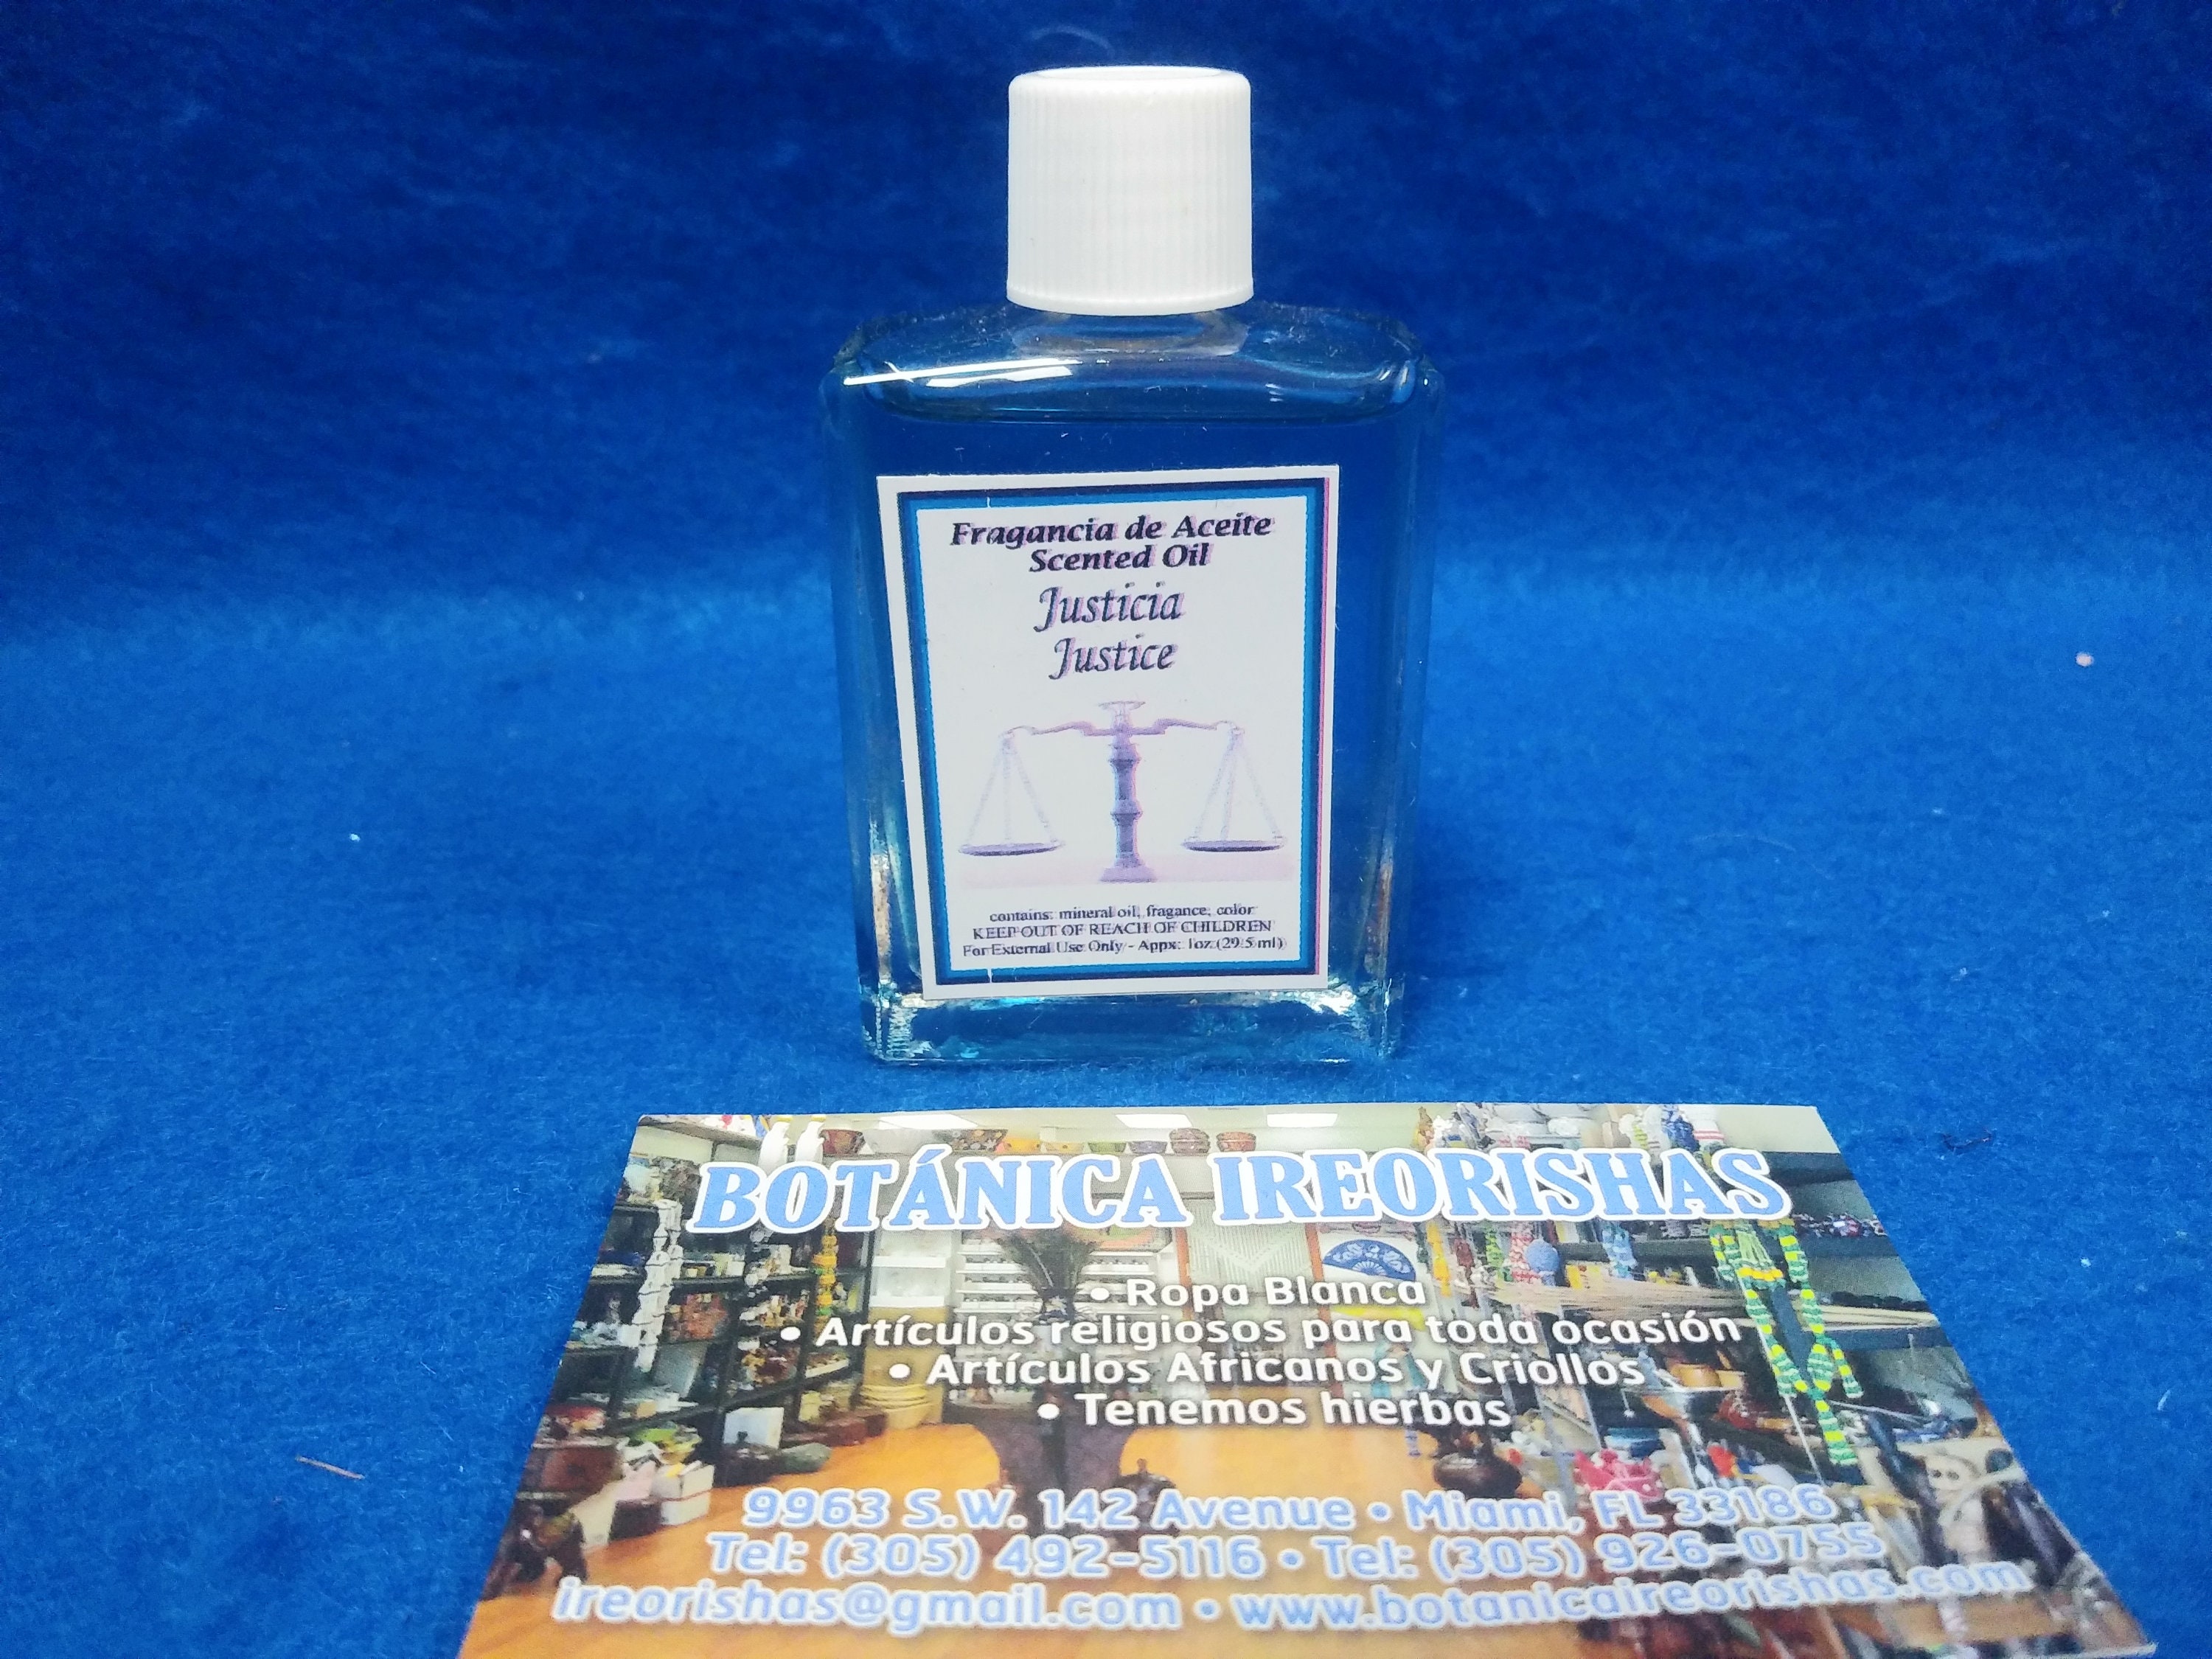 Fragancia de Aceite
Scented Oil
Justicia
Justice
contains: mineral oil, fragance, color
KEEP OUT OF REACH OF CHILDREN
For External Use Only - Appx: 1oz (29.5 ml)
BOTÁNICA IREORISHAS
• Ropa Blanca
• Artículos religiosos para toda ocasión
• Artículos Africanos y Criollos
• Tenemos hierbas
9963 S.W. 142 Avenue • Miami, FL 33186
Tel: (305) 492-5116 • Tel: (305) 926-0755
ireorishas@gmail.com • www.botanicaireorishas.com